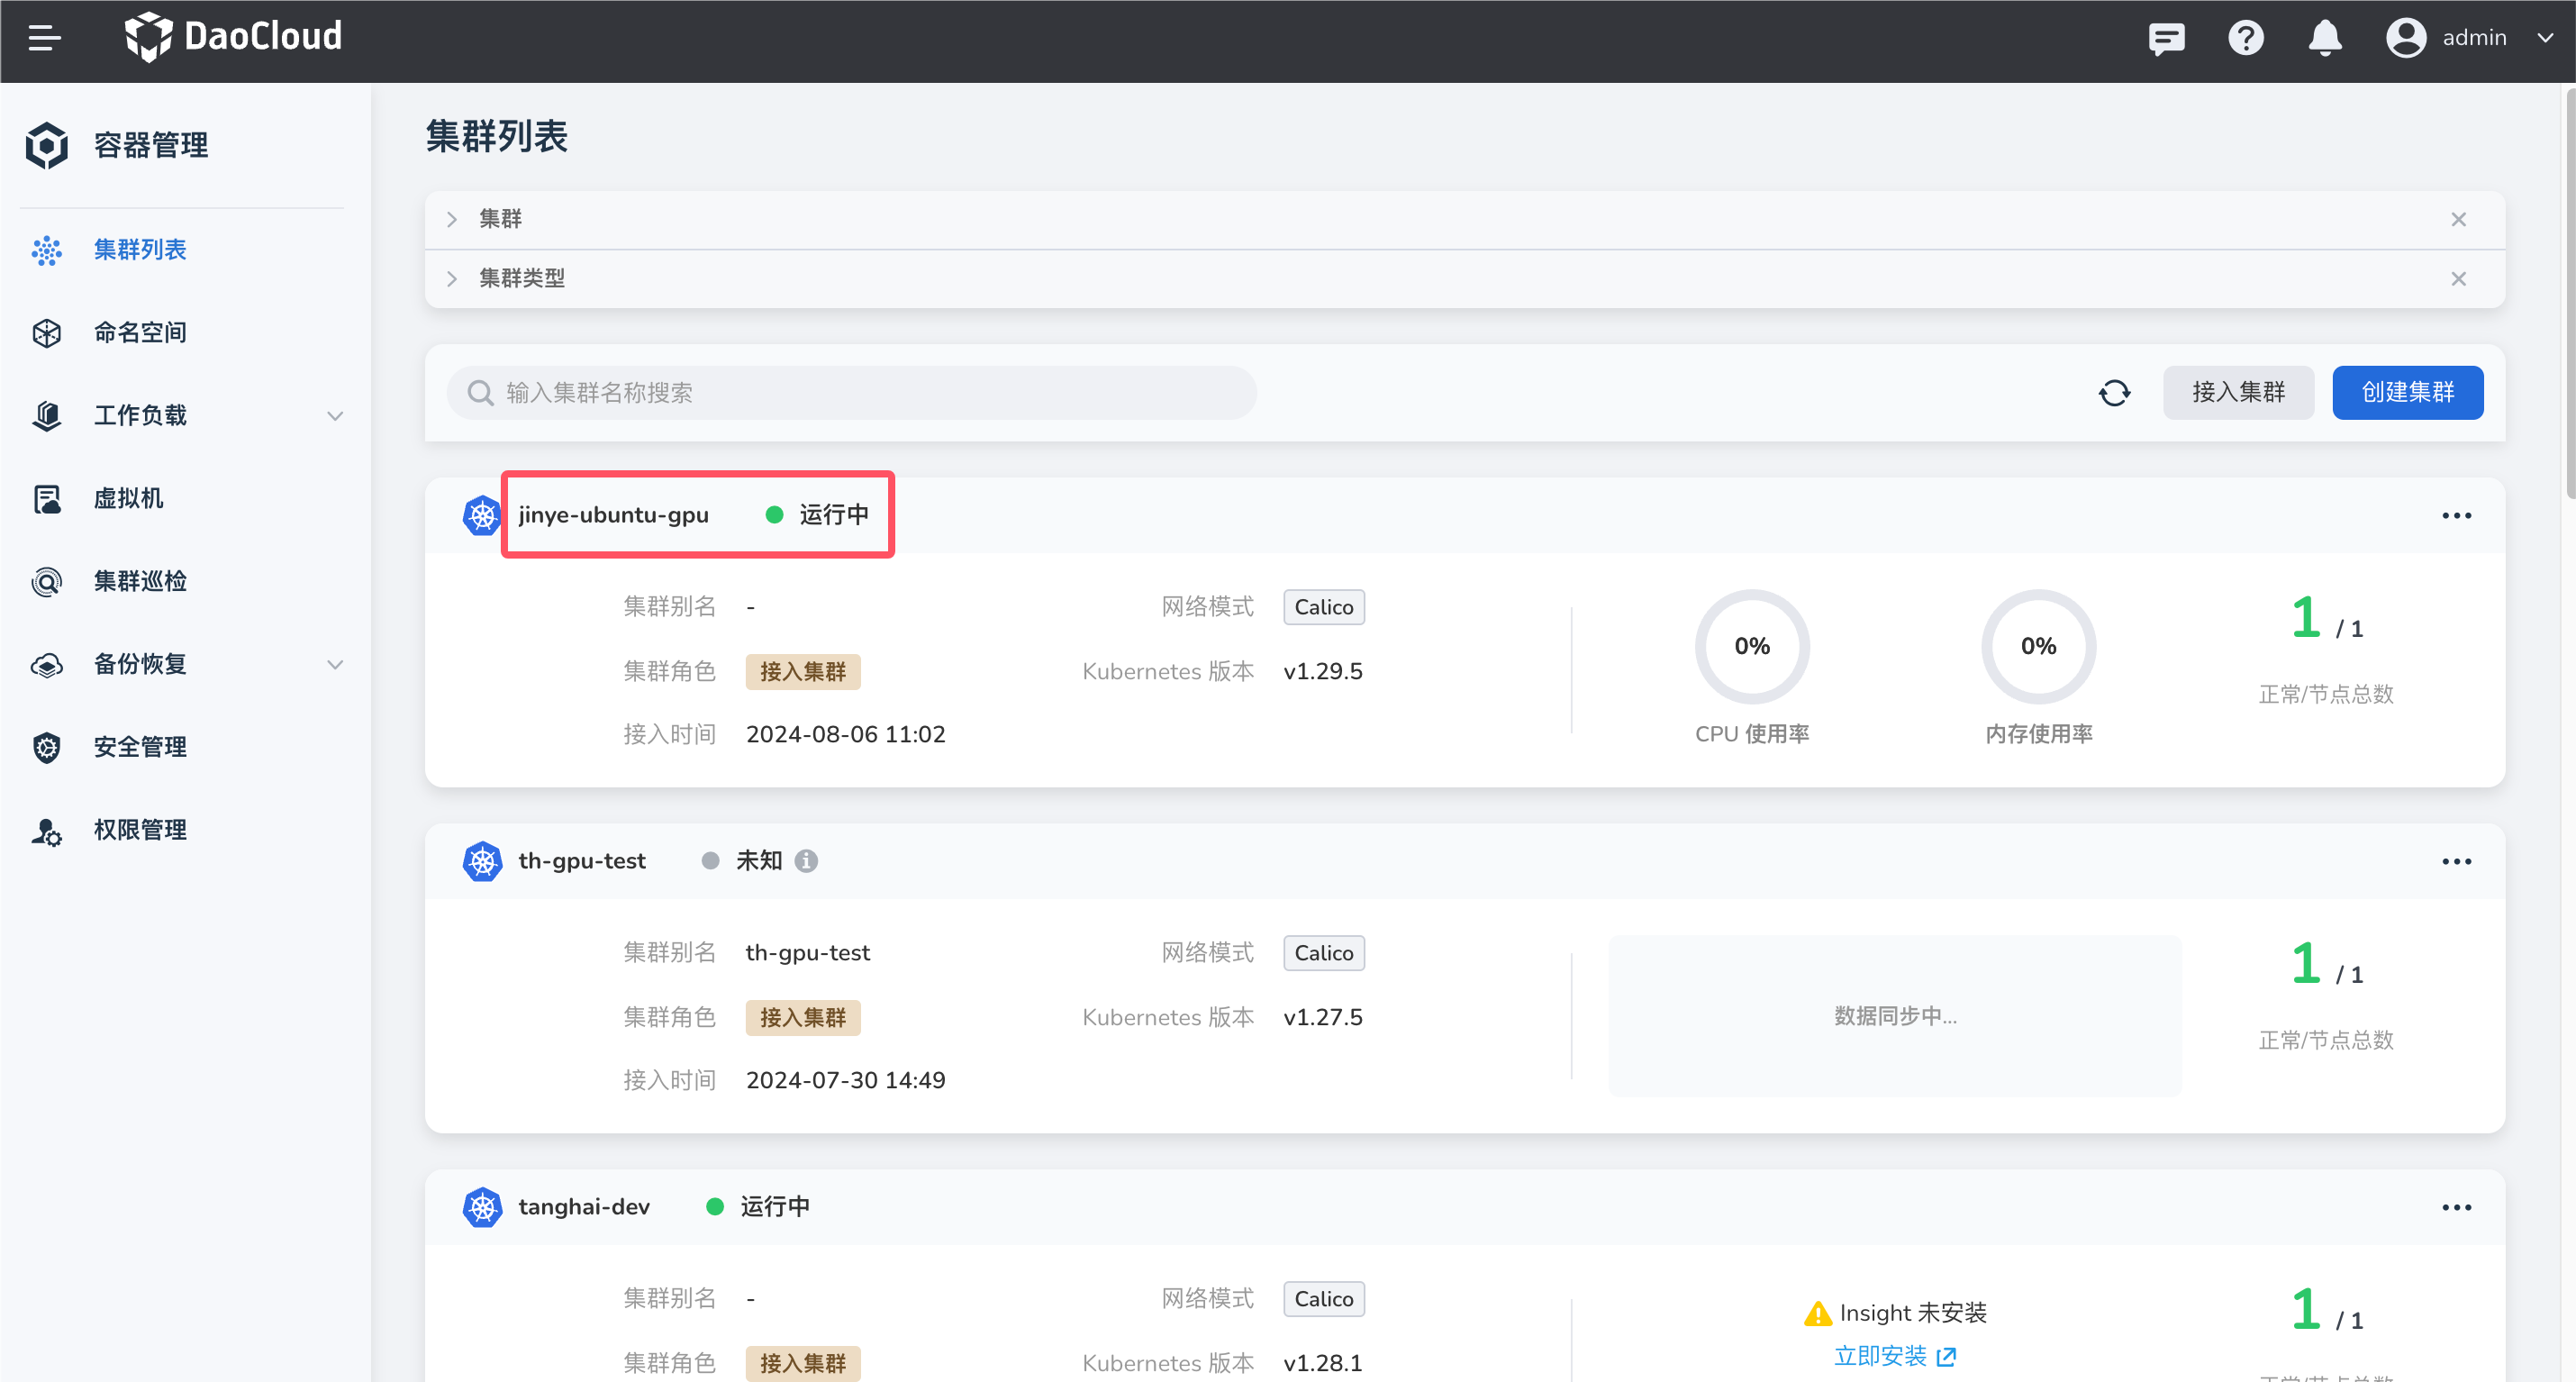 DaoCloud
admin
容器管理
集群列表
命名空间
工作负载
虚拟机
集群巡检
备份恢复
安全管理
权限管理
集群列表
集群
集群类型
输入集群名称搜索
接入集群
创建集群
jinye-ubuntu-gpu 运行中
集群别名 - 网络模式 Calico
集群角色 接入集群 Kubernetes 版本 v1.29.5
接入时间 2024-08-06 11:02
0%
CPU 使用率
0%
内存使用率
1 / 1
正常/节点总数
th-gpu-test 未知
集群别名 th-gpu-test 网络模式 Calico
集群角色 接入集群 Kubernetes 版本 v1.27.5
接入时间 2024-07-30 14:49
数据同步中...
1 / 1
正常/节点总数
tanghai-dev 运行中
集群别名 - 网络模式 Calico
集群角色 接入集群 Kubernetes 版本 v1.28.1
Insight 未安装
立即安装
1 / 1